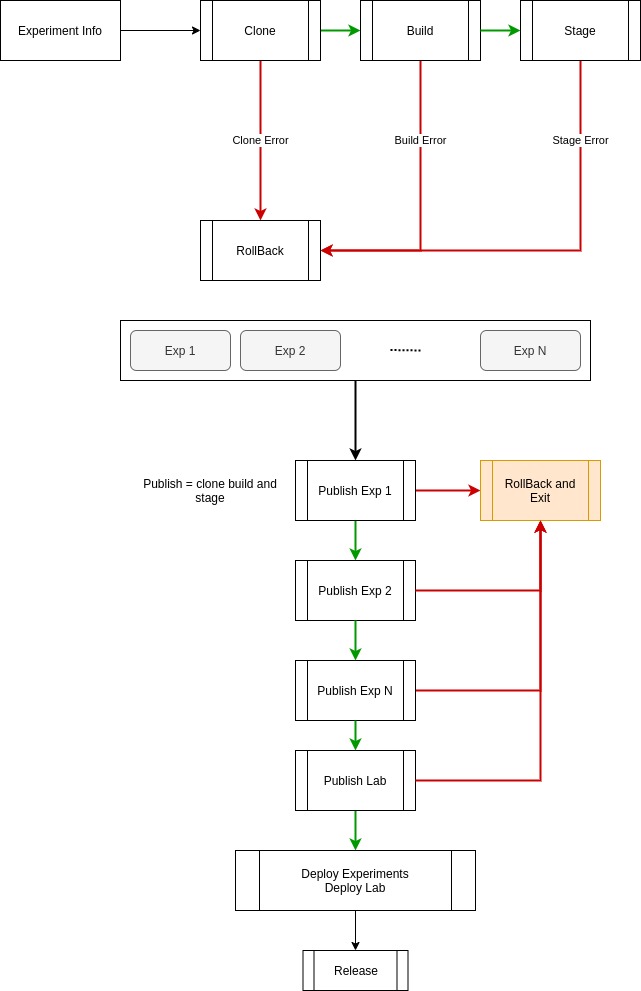 Experiment Info
Clone
Build
Stage
Clone Error
Build Error
Stage Error
RollBack
Exp 1
Exp 2
........
Exp N
Publish = clone build and
stage
Publish Exp 1
RollBack and
Exit
Publish Exp 2
Publish Exp N
Publish Lab
Deploy Experiments
Deploy Lab
Release